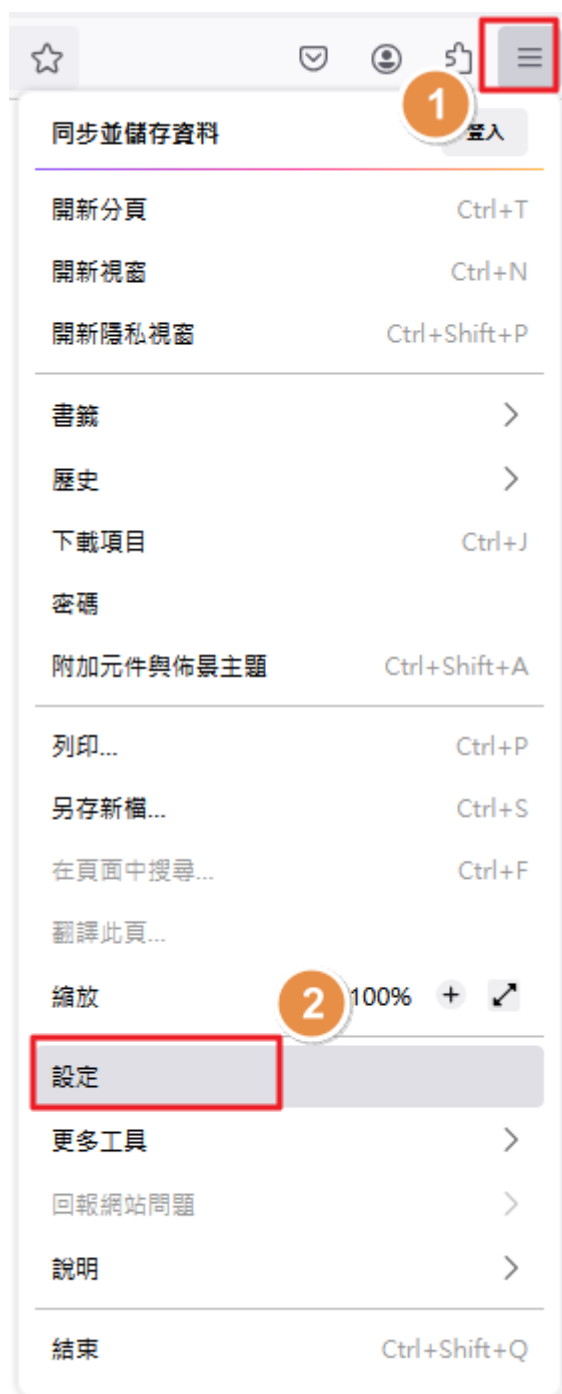 1
同步並儲存資料 登入
開新分頁 Ctrl+T
開新視窗 Ctrl+N
開新隱私視窗 Ctrl+Shift+P
書籤
歷史
下載項目 Ctrl+J
密碼
附加元件與佈景主題 Ctrl+Shift+A
列印... Ctrl+P
另存新檔... Ctrl+S
在頁面中搜尋... Ctrl+F
翻譯此頁...
縮放 2 100% +
設定
更多工具
回報網站問題
說明
結束 Ctrl+Shift+Q